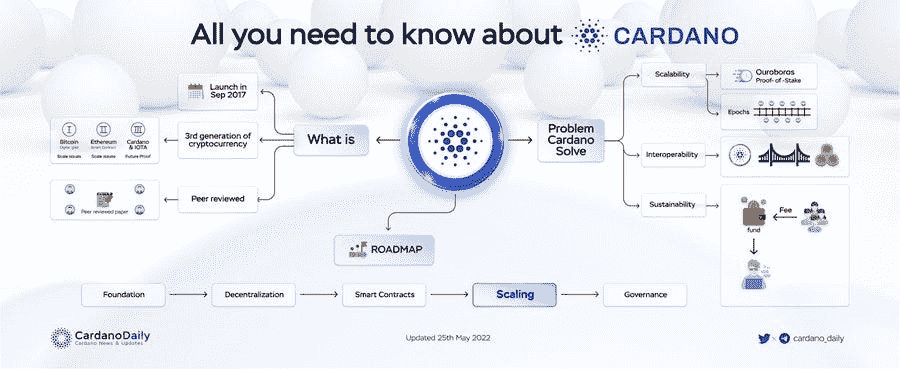 All you need to know about CARDANO
Launch in
Sep 2017
3rd generation of
cryptocurrency
Peer reviewed
I
Bitcoin
Digital gold
Scale issues
II
Ethereum
Smart Contract
Scale issues
III
Cardano
& IOTA
Future Proof
Peer reviewed paper
What is
Problem
Cardano
Solve
Scalability
Ouroboros
Proof-of-Stake
Epochs
Interoperability
Sustainability
Fee
fund
ROADMAP
Foundation
Decentralization
Smart Contracts
Scaling
Governance
CardanoDaily
Cardano News & Updates
Updated 25th May 2022
cardano_daily